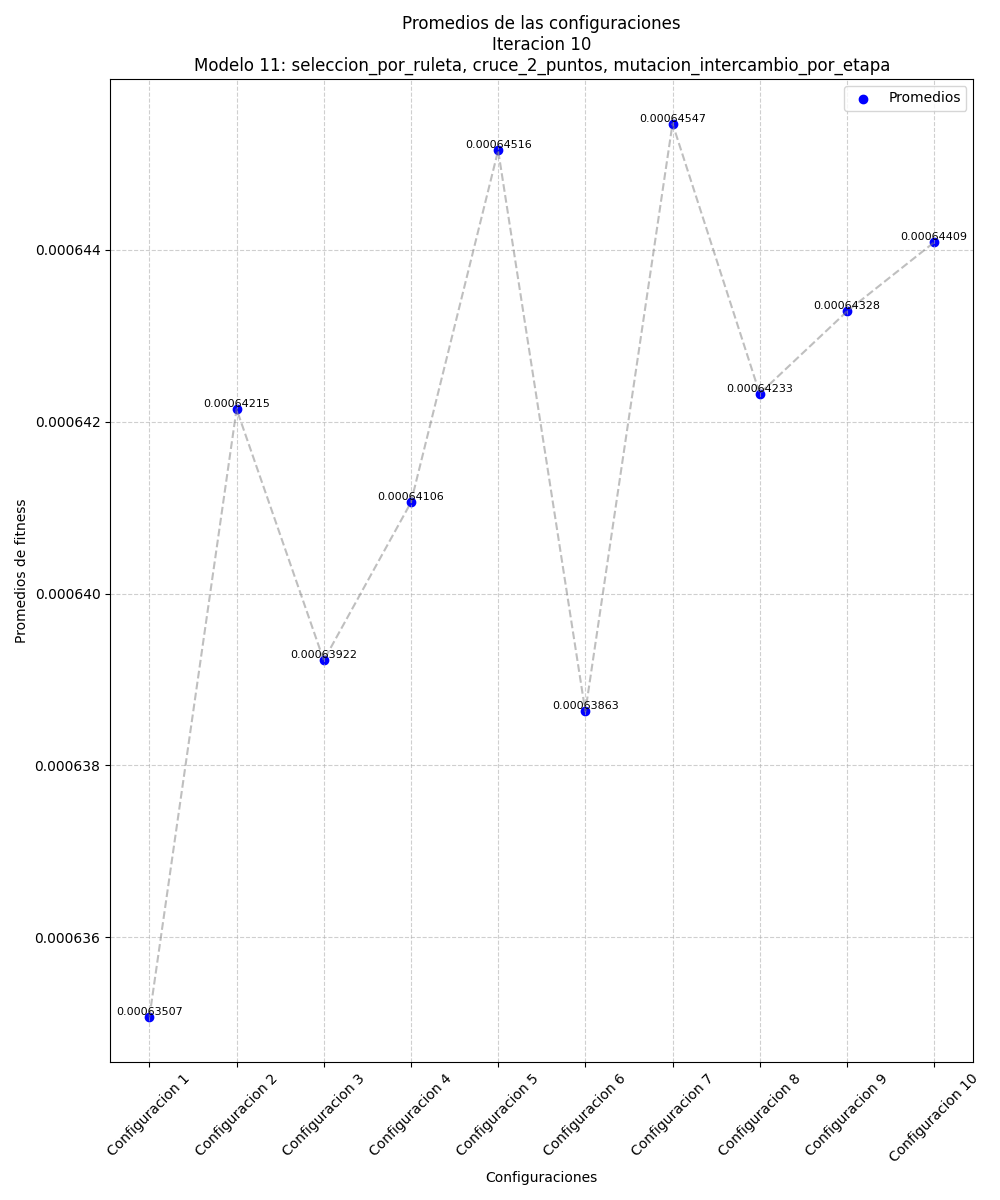 Promedios de las configuraciones
Iteracion 10
Modelo 11: seleccion_por_ruleta, cruce_2_puntos, mutacion_intercambio_por_etapa
Promedios
0.00064547
0.00064516
0.00064409
0.000644
0.00064328
0.00064233
0.00064215
0.000642
0.00064106
0.000640
0.00063922
0.00063863
0.000638
0.000636
0.00063507
Promedios de fitness
Configuracion 1
Configuracion 2
Configuracion 3
Configuracion 4
Configuracion 5
Configuracion 6
Configuracion 7
Configuracion 8
Configuracion 9
Configuracion 10
Configuraciones